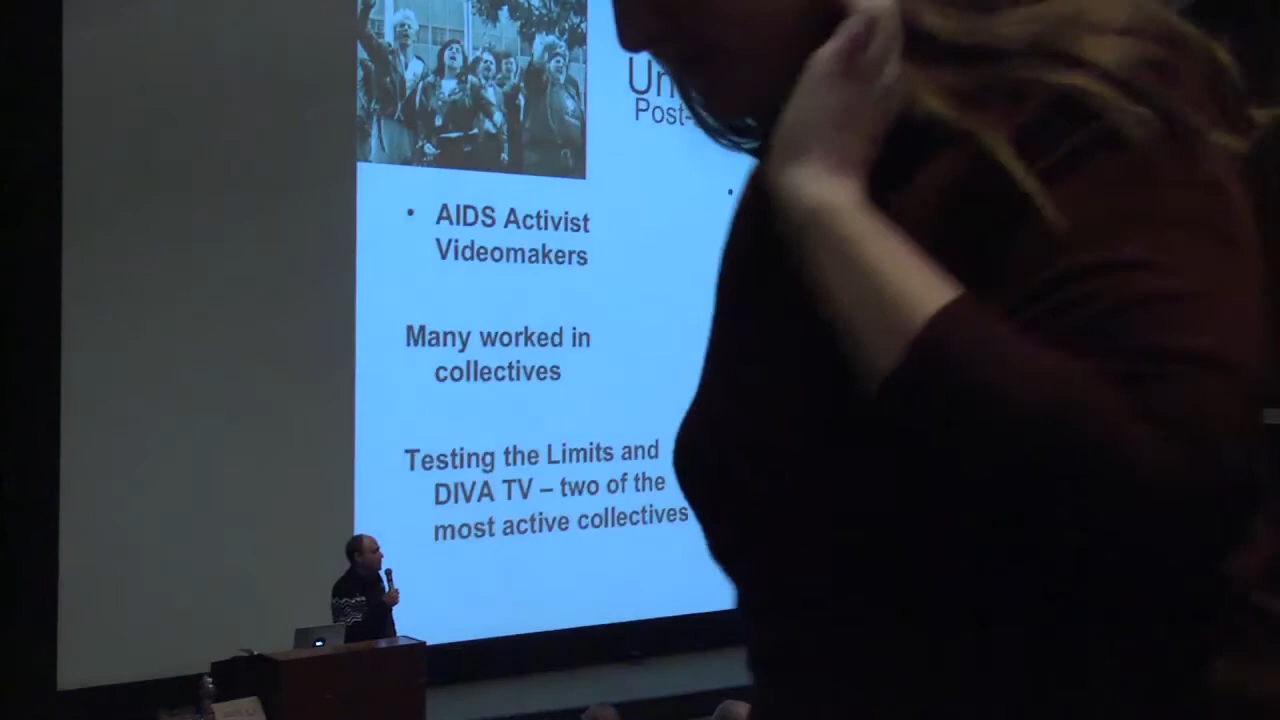 Post-
• AIDS Activist
Videomakers
Many worked in
collectives
Testing the Limits and
DIVA TV – two of the
most active collectives
•